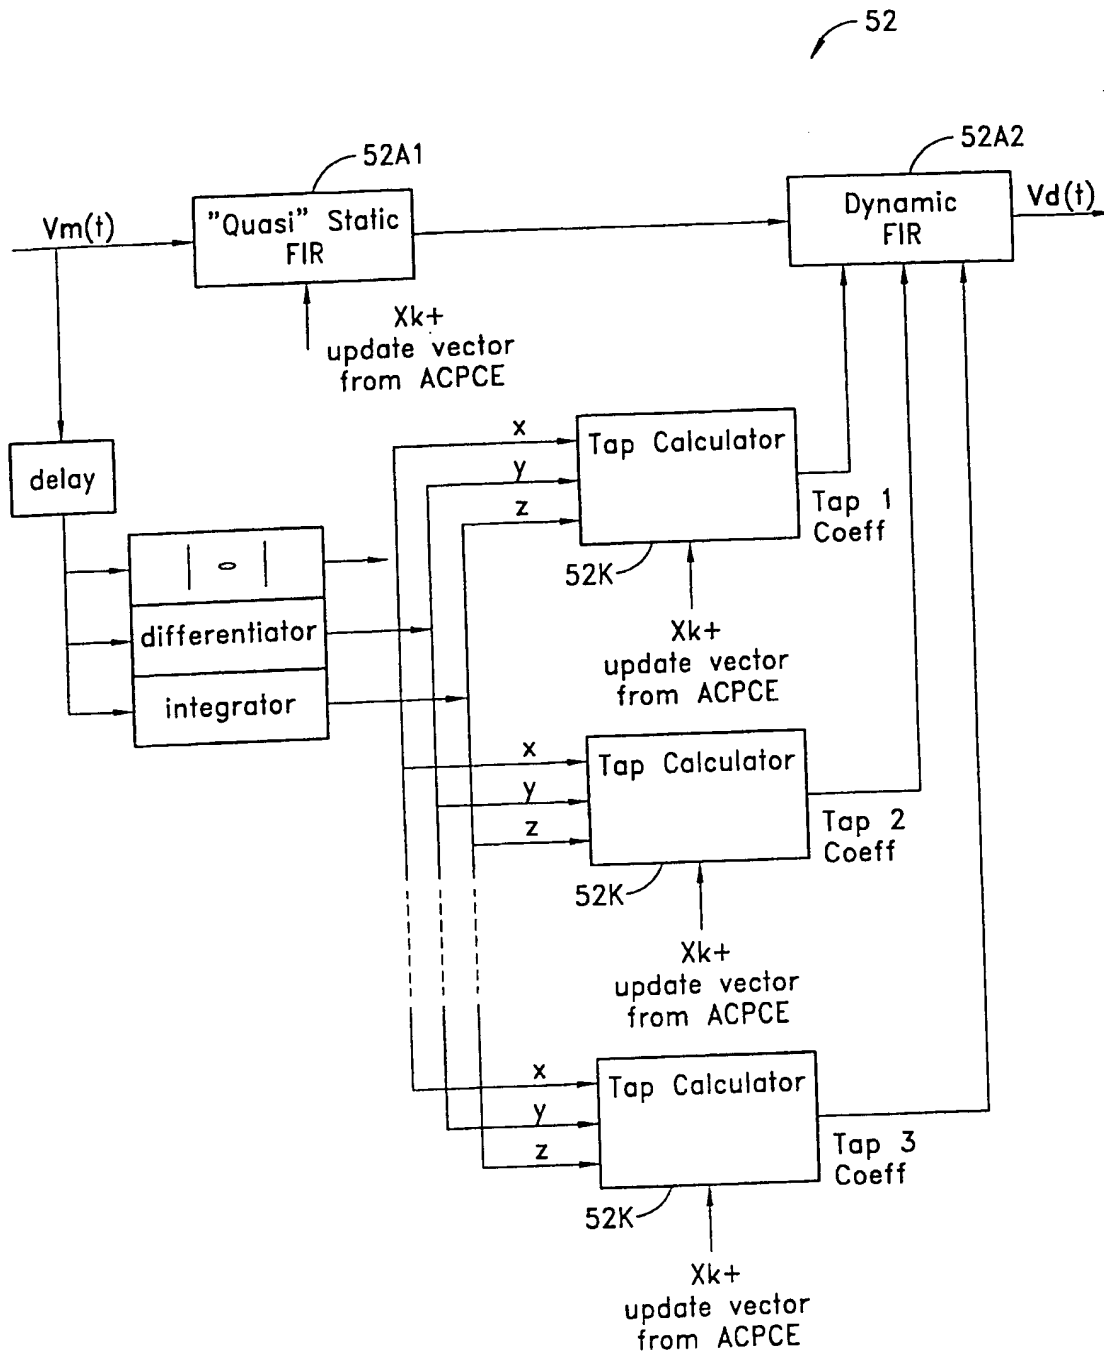 52
52A1
52A2
Vm(t)
"Quasi" Static
FIR
Dynamic
FIR
Vd(t)
Xk+
update vector
from ACPCE
delay
| o |
differentiator
integrator
x
y
z
Tap Calculator
52K
Tap 1
Coeff
Xk+
update vector
from ACPCE
x
y
z
Tap Calculator
52K
Tap 2
Coeff
Xk+
update vector
from ACPCE
x
y
z
Tap Calculator
52K
Tap 3
Coeff
Xk+
update vector
from ACPCE